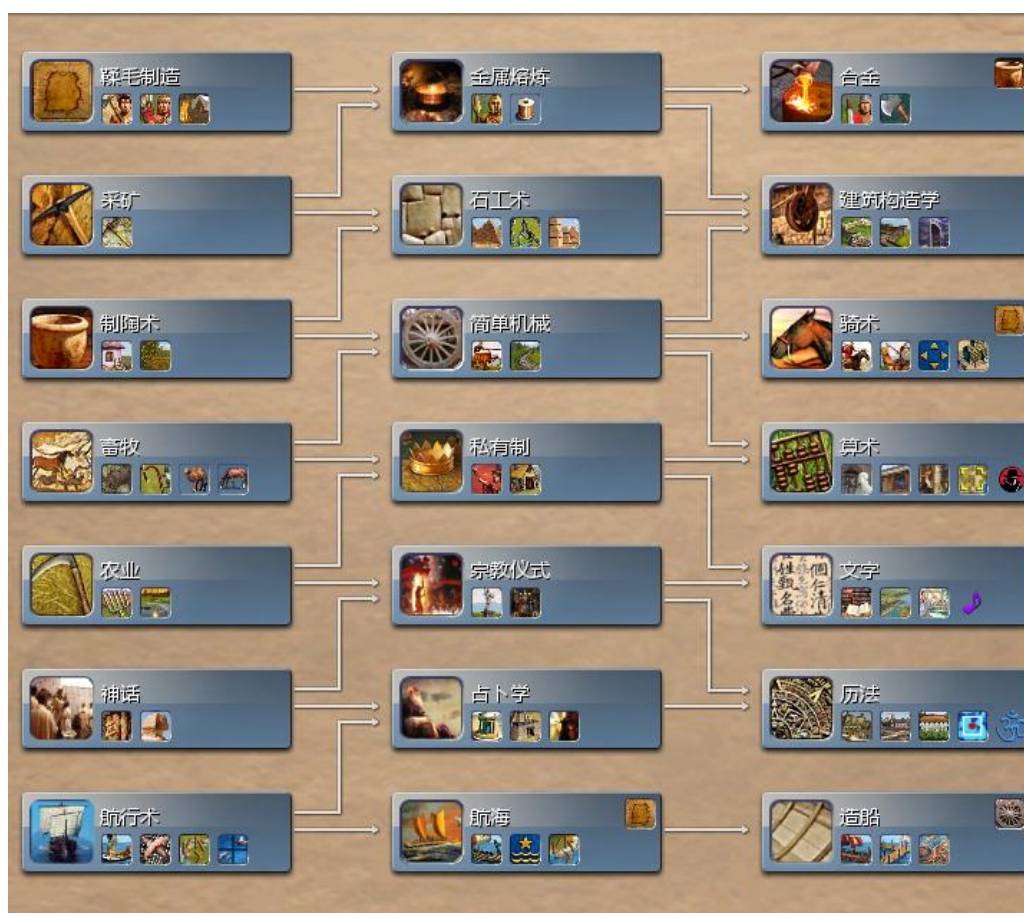 鞣毛制造
金属熔炼
合金
采矿
石工术
建筑构造学
制陶术
简单机械
骑术
畜牧
私有制
算术
农业
宗教仪式
文字
神话
占卜学
历法
航行术
航海
造船